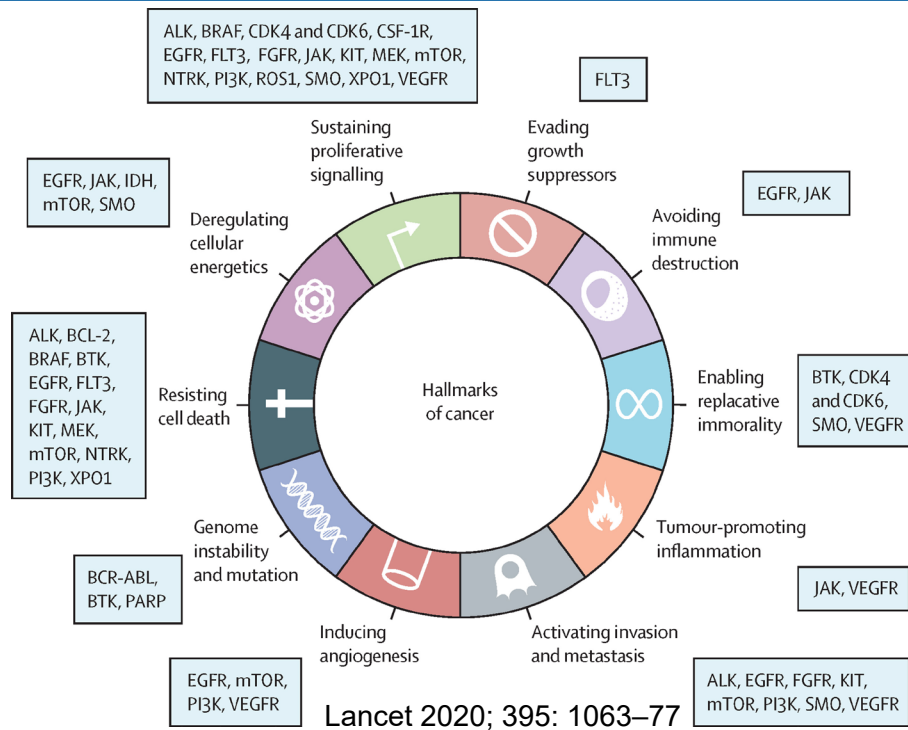 ALK, BRAF, CDK4 and CDK6, CSF-1R,
EGFR, FLT3, FGFR, JAK, KIT, MEK, mTOR,
NTRK, PI3K, ROS1, SMO, XPO1, VEGFR
FLT3
Sustaining
proliferative
signalling
Evading
growth
suppressors
EGFR, JAK, IDH,
mTOR, SMO
EGFR, JAK
Deregulating
cellular
energetics
Avoiding
immune
destruction
ALK, BCL-2,
BRAF, BTK,
EGFR, FLT3,
FGFR, JAK,
KIT, MEK,
mTOR, NTRK,
PI3K, XPO1
Resisting
cell death
Hallmarks
of cancer
Enabling
replacative
immorality
BTK, CDK4
and CDK6,
SMO, VEGFR
Genome
instability
and mutation
Tumour-promoting
inflammation
BCR-ABL,
BTK, PARP
JAK, VEGFR
Inducing
angiogenesis
Activating invasion
and metastasis
EGFR, mTOR,
PI3K, VEGFR
ALK, EGFR, FGFR, KIT,
mTOR, PI3K, SMO, VEGFR
Lancet 2020; 395: 1063–77